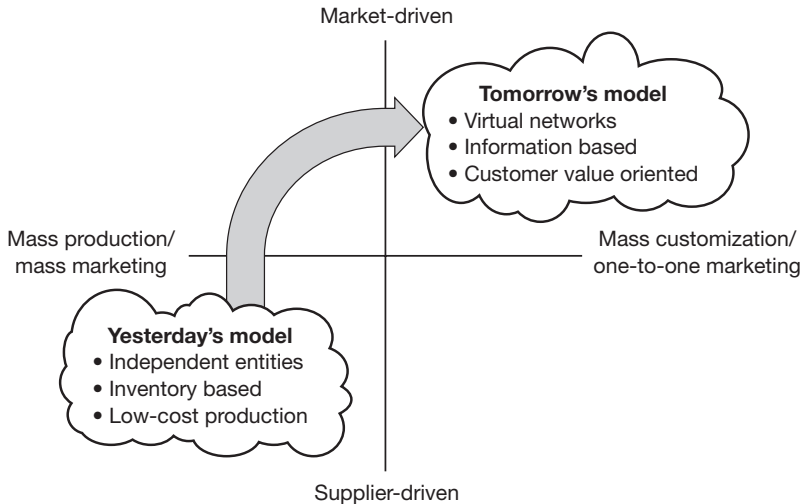 Market-driven
Tomorrow’s model
• Virtual networks
• Information based
• Customer value oriented
Mass production/
mass marketing
Mass customization/
one-to-one marketing
Yesterday’s model
• Independent entities
• Inventory based
• Low-cost production
Supplier-driven